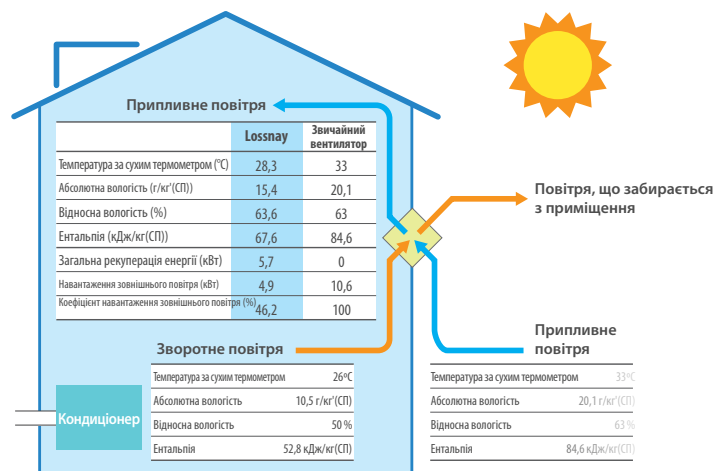 Припливне повітря
Lossnay Звичайний вентилятор
Температура за сухим термометром (°C) 28,3 33
Абсолютна вологість (г/кг'(СП)) 15,4 20,1
Відносна вологість (%) 63,6 63
Ентальпія (кДж/кг(СП)) 67,6 84,6
Загальна рекуперація енергії (кВт) 5,7 0
Навантаження зовнішнього повітря (кВт) 4,9 10,6
Коефіцієнт навантаження зовнішнього повітря (%) 46,2 100
Повітря, що забирається
з приміщення
Зворотне повітря
Температура за сухим термометром 26ºC
Абсолютна вологість 10,5 г/кг'(СП)
Відносна вологість 50 %
Ентальпія 52,8 кДж/кг(СП)
Кондиціонер
Припливне
повітря
Температура за сухим термометром 33ºC
Абсолютна вологість 20,1 г/кг'(СП)
Відносна вологість 63 %
Ентальпія 84,6 кДж/кг(СП)